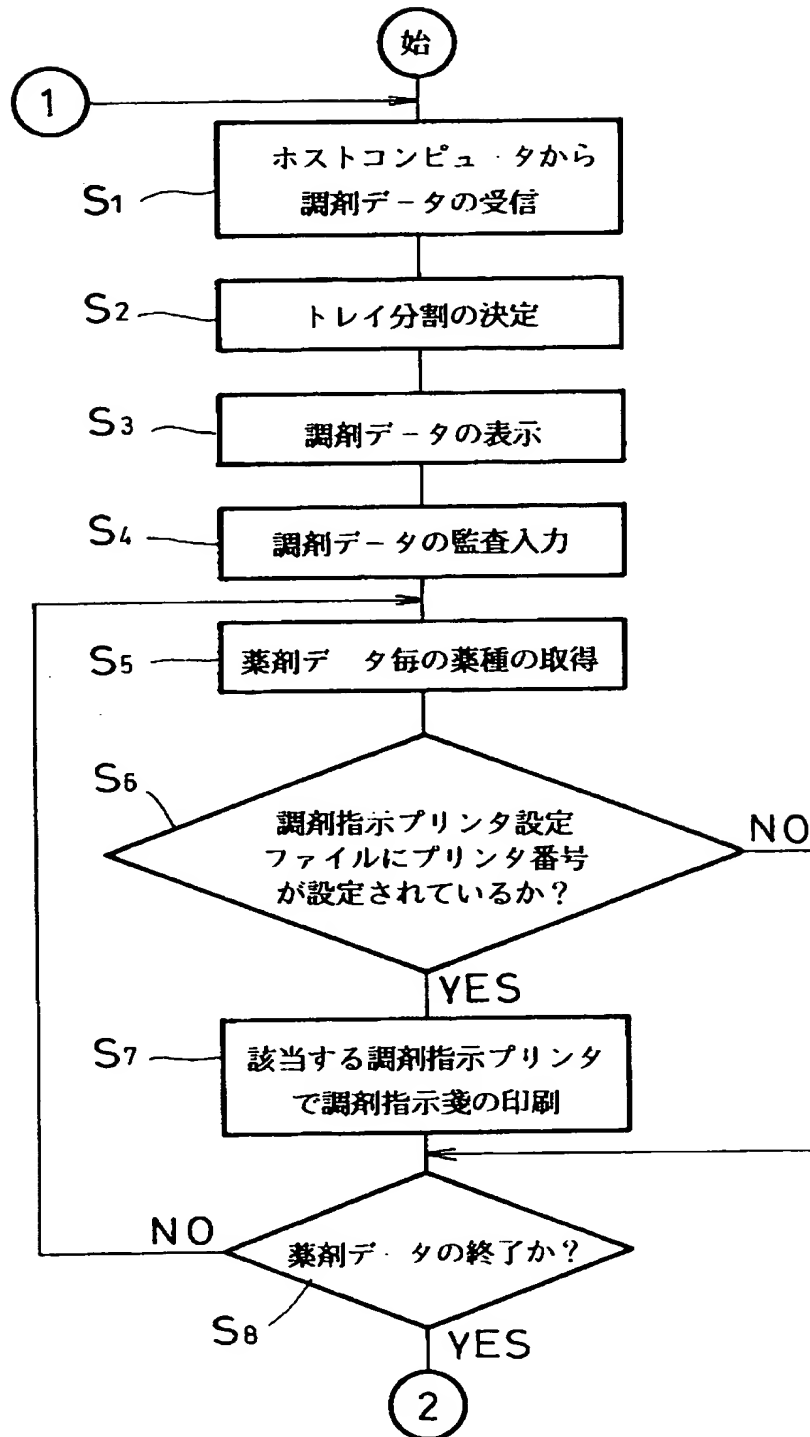 始
1
ホストコンピュータから
調剤データの受信
S1
S2
トレイ分割の決定
S3
調剤データの表示
S4
調剤データの監査入力
S5
薬剤データ毎の薬種の取得
S6
調剤指示プリンタ設定
ファイルにプリンタ番号
が設定されているか?
NO
YES
S7
該当する調剤指示プリンタ
で調剤指示箋の印刷
NO
薬剤データの終了か?
S8
YES
2